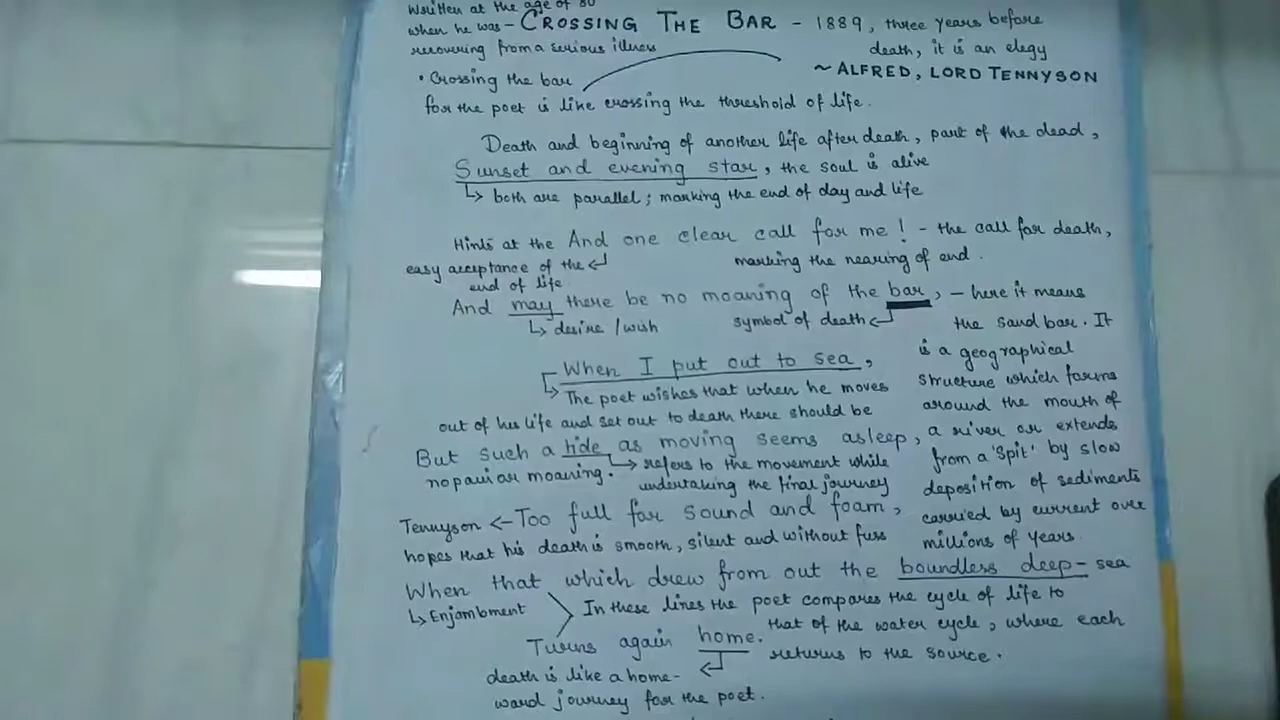 Written at the age of 80
when he was - CROSSING THE BAR - 1889, three years before
recovering from a serious illness death, it is an elegy
• Crossing the bar ~ ALFRED, LORD TENNYSON
for the poet is like crossing the threshold of life.
Death and beginning of another life after death, part of the dead,
Sunset and evening star, the soul is alive
↳ both are parallel; marking the end of day and life
Hints at the And one clear call for me! - the call for death,
easy acceptance of the ↲ marking the nearing of end.
end of life.
And may there be no moaning of the bar, - here it means
↳ desire / wish symbol of death ↲ the sand bar. It
When I put out to sea, is a geographical
↳ The poet wishes that when he moves structure which forms
out of his life and set out to death there should be around the mouth of
But such a tide as moving seems asleep, a river or extends
no pain or moaning. ↳ refers to the movement while from a 'spit' by slow
undertaking the final journey deposition of sediments
Tennyson <- Too full for sound and foam, carried by current over
hopes that his death is smooth, silent and without fuss millions of years.
When that which drew from out the boundless deep - sea
↳ Enjambment In these lines the poet compares the cycle of life to
Turns again home. that of the water cycle, where each
death is like a home- ↲ returns to the source.
ward journey for the poet.